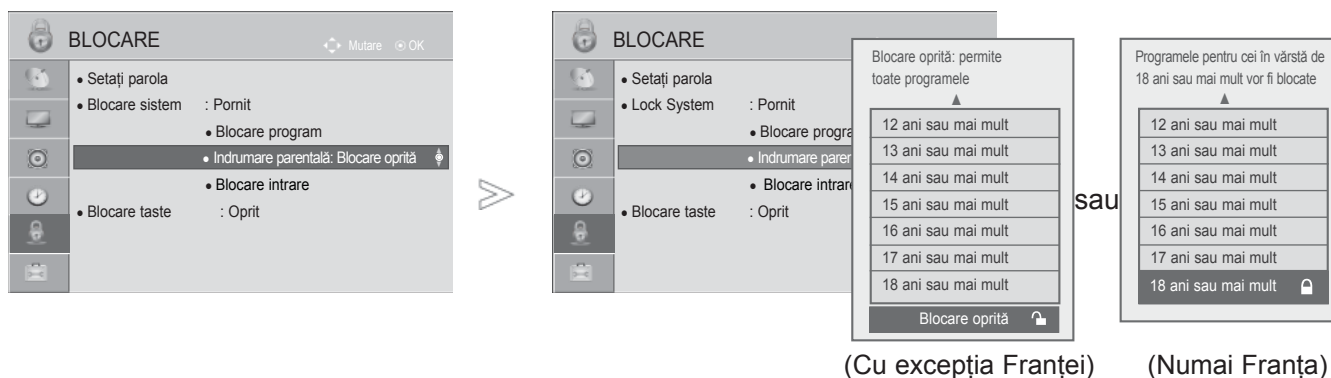 BLOCARE
Mutare OK
• Setați parola
• Blocare sistem : Pornit
• Blocare program
• Indrumare parentală: Blocare oprită
• Blocare intrare
• Blocare taste : Oprit
BLOCARE
• Setați parola
• Lock System : Pornit
• Blocare progra
• Indrumare paren
• Blocare intrare
• Blocare taste : Oprit
Blocare oprită: permite
toate programele
12 ani sau mai mult
13 ani sau mai mult
14 ani sau mai mult
15 ani sau mai mult
16 ani sau mai mult
17 ani sau mai mult
18 ani sau mai mult
Blocare oprită
(Cu excepția Franței)
sau
Programele pentru cei în vârstă de
18 ani sau mai mult vor fi blocate
12 ani sau mai mult
13 ani sau mai mult
14 ani sau mai mult
15 ani sau mai mult
16 ani sau mai mult
17 ani sau mai mult
18 ani sau mai mult
(Numai Franța)